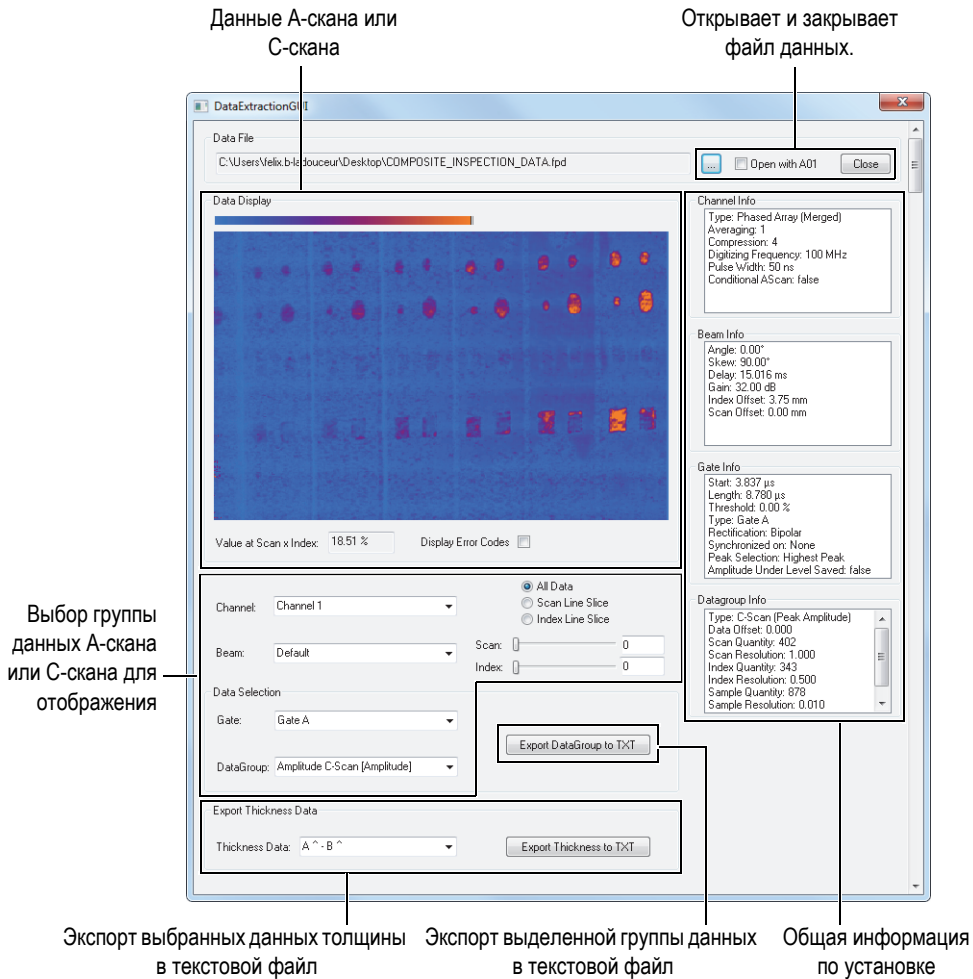 Данные А-скана или
С-скана
Открывает и закрывает
файл данных.
DataExtractionGUI
Data File
C:\Users\felix.b-ladouceur\Desktop\COMPOSITE_INSPECTION_DATA.fpd
...
Open with A01
Close
Data Display
Value at Scan x Index: 18.51 %
Display Error Codes
Channel Info
Type: Phased Array (Merged)
Averaging: 1
Compression: 4
Digitizing Frequency: 100 MHz
Pulse Width: 50 ns
Conditional AScan: false
Beam Info
Angle: 0.00°
Skew: 90.00°
Delay: 15.016 ms
Gain: 32.00 dB
Index Offset: 3.75 mm
Scan Offset: 0.00 mm
Gate Info
Start: 3.837 µs
Length: 8.780 µs
Threshold: 0.00 %
Type: Gate A
Rectification: Bipolar
Synchronized on: None
Peak Selection: Highest Peak
Amplitude Under Level Saved: false
Datagroup Info
Type: C-Scan (Peak Amplitude)
Data Offset: 0.000
Scan Quantity: 402
Scan Resolution: 1.000
Index Quantity: 343
Index Resolution: 0.500
Sample Quantity: 878
Sample Resolution: 0.010
Выбор группы
данных А-скана
или С-скана для
отображения
Channel: Channel 1
Beam: Default
All Data
Scan Line Slice
Index Line Slice
Scan: 0
Index: 0
Data Selection
Gate: Gate A
DataGroup: Amplitude C-Scan [Amplitude]
Export DataGroup to TXT
Export Thickness Data
Thickness Data: A ^ - B ^
Export Thickness to TXT
Экспорт выбранных данных толщины
в текстовой файл
Экспорт выделенной группы данных
в текстовой файл
Общая информация
по установке